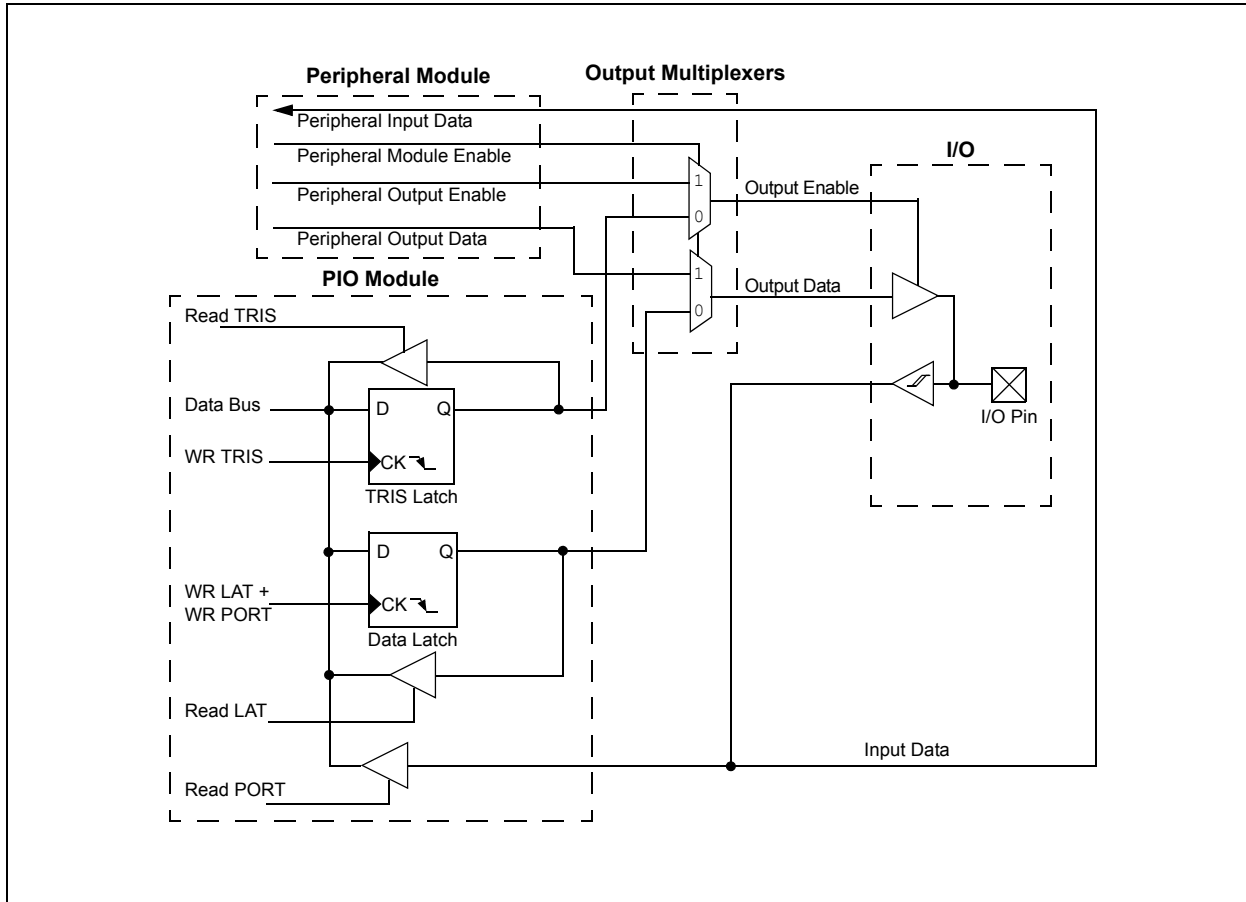 Peripheral Module
Output Multiplexers
Peripheral Input Data
Peripheral Module Enable
I/O
1
Output Enable
Peripheral Output Enable
0
Peripheral Output Data
PIO Module
1
Output Data
0
Read TRIS
Data Bus
D
Q
I/O Pin
WR TRIS
CK
TRIS Latch
D
Q
WR LAT +
WR PORT
CK
Data Latch
Read LAT
Input Data
Read PORT